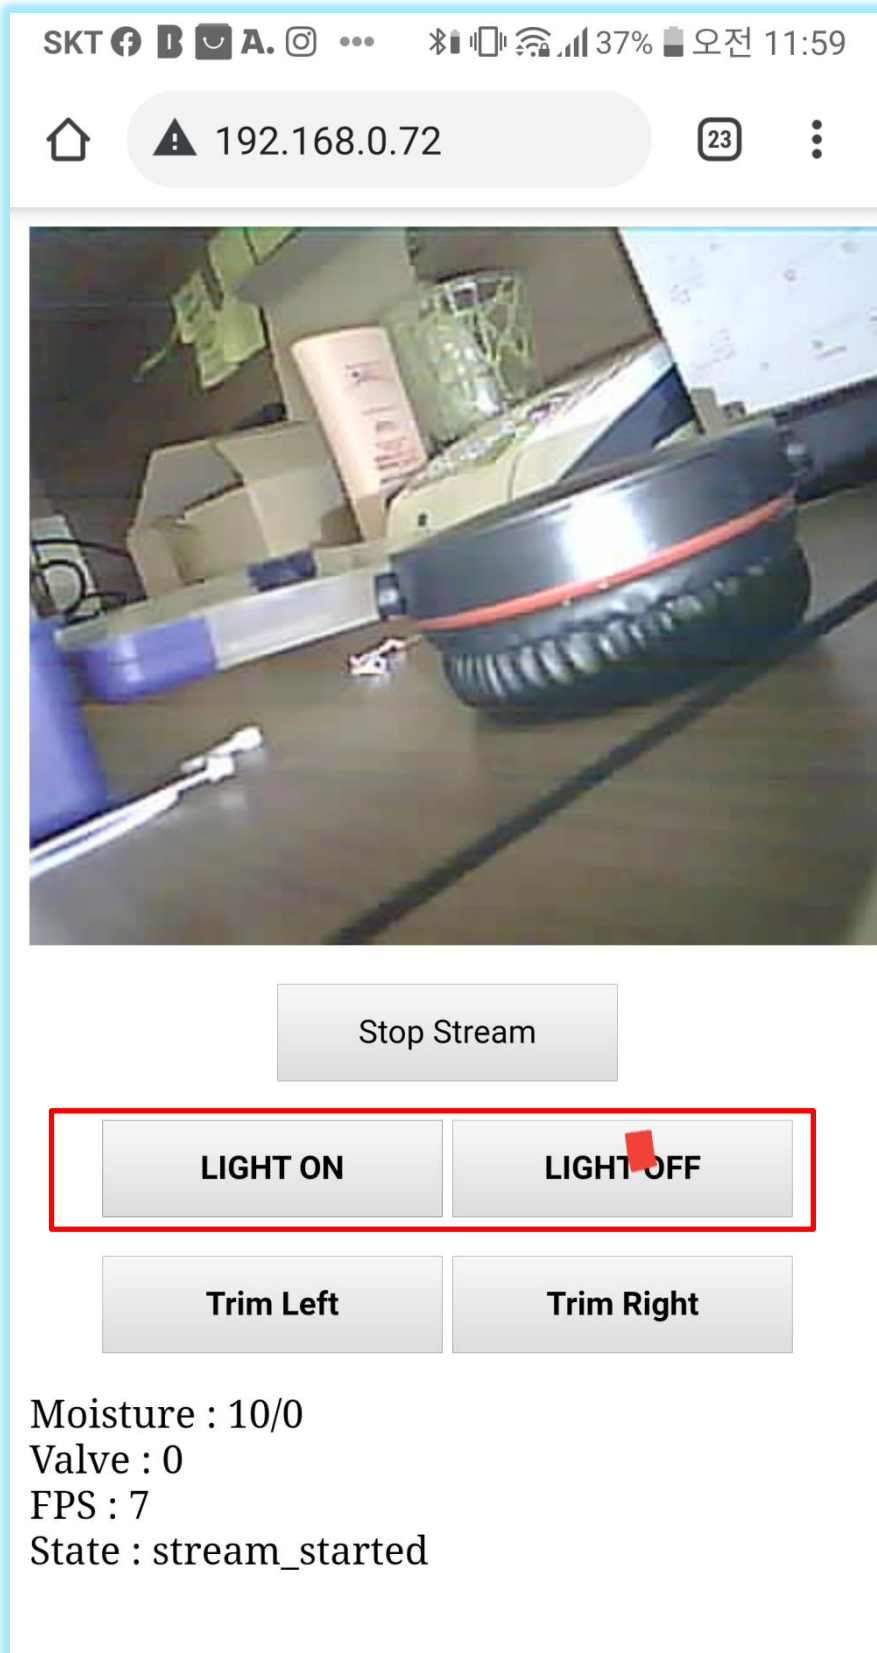 SKT A. 37% 오전 11:59
192.168.0.72 23
Stop Stream
LIGHT ON LIGHT OFF
Trim Left Trim Right
Moisture : 10/0
Valve : 0
FPS : 7
State : stream_started